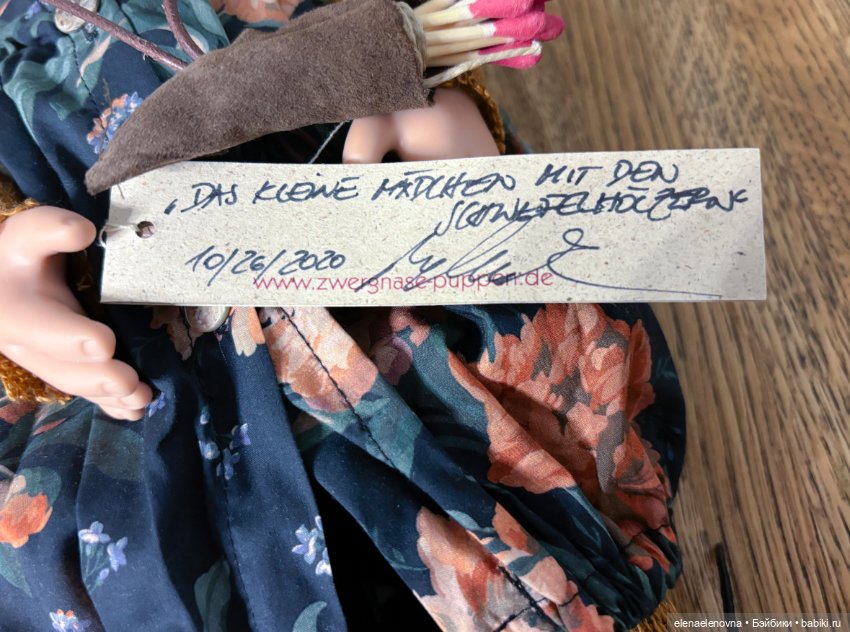 „DAS KLEINE MÄDCHEN MIT DEN
SCHWEFELHÖLZERN“
10/26/2020
www.zwergnase-puppen.de
elenaelenovna • Бэйбики • babiki.ru